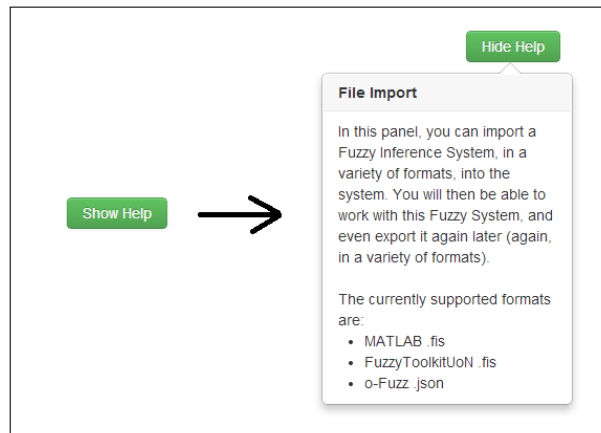 Show Help
Hide Help
File Import
In this panel, you can import a
Fuzzy Inference System, in a
variety of formats, into the
system. You will then be able to
work with this Fuzzy System, and
even export it again later (again,
in a variety of formats).
The currently supported formats
are:
• MATLAB .fis
• FuzzyToolkitUoN .fis
• o-Fuzz .json